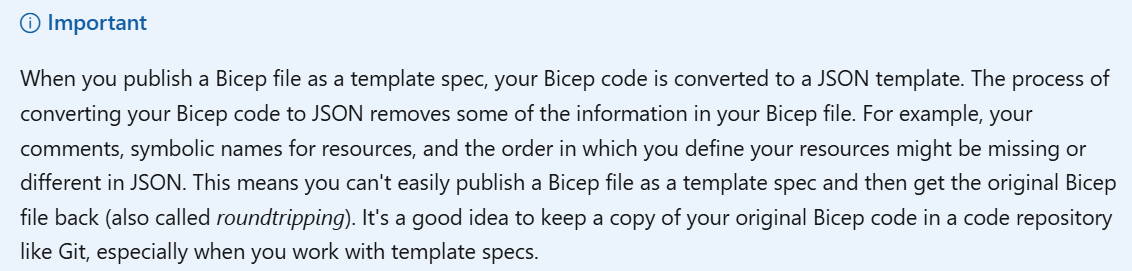 Important
When you publish a Bicep file as a template spec, your Bicep code is converted to a JSON template. The process of
converting your Bicep code to JSON removes some of the information in your Bicep file. For example, your
comments, symbolic names for resources, and the order in which you define your resources might be missing or
different in JSON. This means you can't easily publish a Bicep file as a template spec and then get the original Bicep
file back (also called roundtripping). It's a good idea to keep a copy of your original Bicep code in a code repository
like Git, especially when you work with template specs.